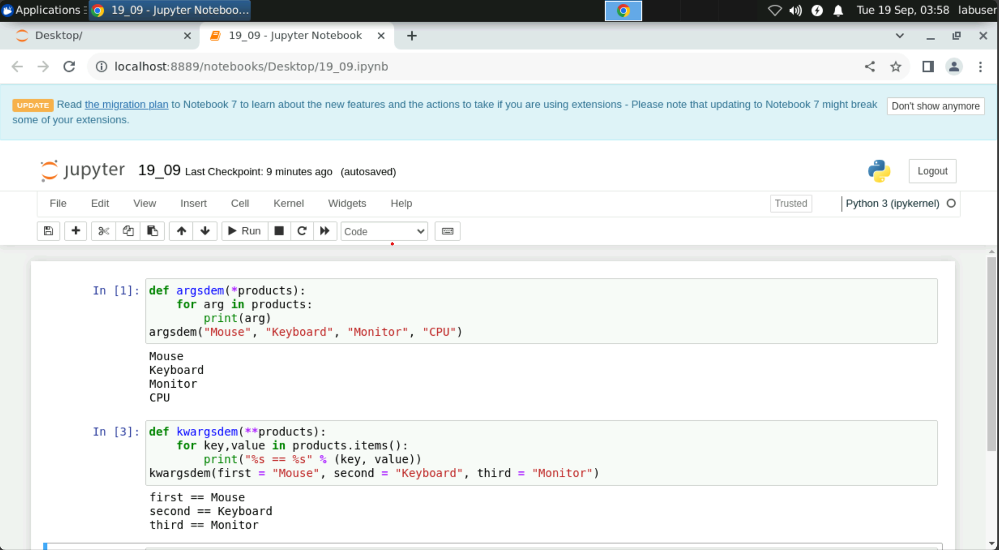 Applications
19_09 - Jupyter Noteboo...
Tue 19 Sep, 03:58 labuser
Desktop/
19_09 - Jupyter Notebook
localhost:8889/notebooks/Desktop/19_09.ipynb
UPDATE Read the migration plan to Notebook 7 to learn about the new features and the actions to take if you are using extensions - Please note that updating to Notebook 7 might break
some of your extensions.
Don't show anymore
jupyter 19_09 Last Checkpoint: 9 minutes ago (autosaved)
Logout
File Edit View Insert Cell Kernel Widgets Help
Trusted
Python 3 (ipykernel)
Run
Code
In [1]: def argsdem(*products):
    for arg in products:
        print(arg)
argsdem("Mouse", "Keyboard", "Monitor", "CPU")
Mouse
Keyboard
Monitor
CPU
In [3]: def kwargsdem(**products):
    for key,value in products.items():
        print("%s == %s" % (key, value))
kwargsdem(first = "Mouse", second = "Keyboard", third = "Monitor")
first == Mouse
second == Keyboard
third == Monitor